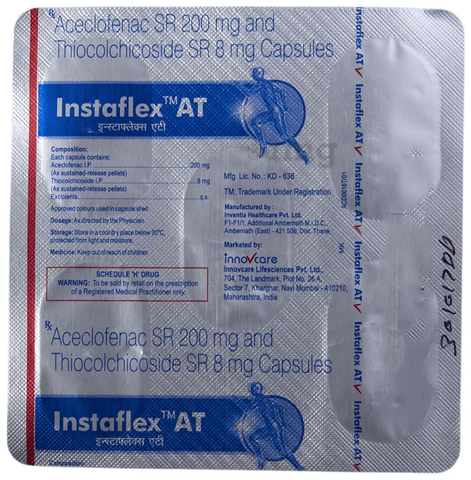 Rx Aceclofenac SR 200 mg and
Thiocolchicoside SR 8 mg Capsules
Instaflex™ AT
इन्स्टाफ्लेक्स एटी
Composition:
Each capsule contains:
Aceclofenac I.P. 200 mg
(As sustained-release pellets)
Thiocolchicoside I.P. 8 mg
(As sustained-release pellets)
Excipients q.s.
Approved colours used in capsule shell.
Dosage: As directed by the Physician.
Storage: Store in a cool dry place below 30°C,
protected from light and moisture.
Medicine: Keep out of reach of children
SCHEDULE 'H' DRUG
WARNING: To be sold by retail on the prescription
of a Registered Medical Practitioner only.
Mfg. Lic. No. : KD - 638
TM: Trademark Under Registration
Manufactured by :
Inventia Healthcare Pvt. Ltd.
F1-F1/1, Additional Ambernath M.I.D.C.,
Ambernath (East) - 421 506, Dist. Thane.
Marketed by:
innovcare
Innovcare Lifesciences Pvt. Ltd.,
704, The Landmark, Plot No. 26 A,
Sector 7, Kharghar, Navi Mumbai - 410210,
Maharashtra, India
Rx Aceclofenac SR 200 mg and
Thiocolchicoside SR 8 mg Capsules
Instaflex™ AT
इन्स्टाफ्लेक्स एटी
Instaflex AT
Instaflex AT
Instaflex AT
Instaflex AT
Instaflex AT